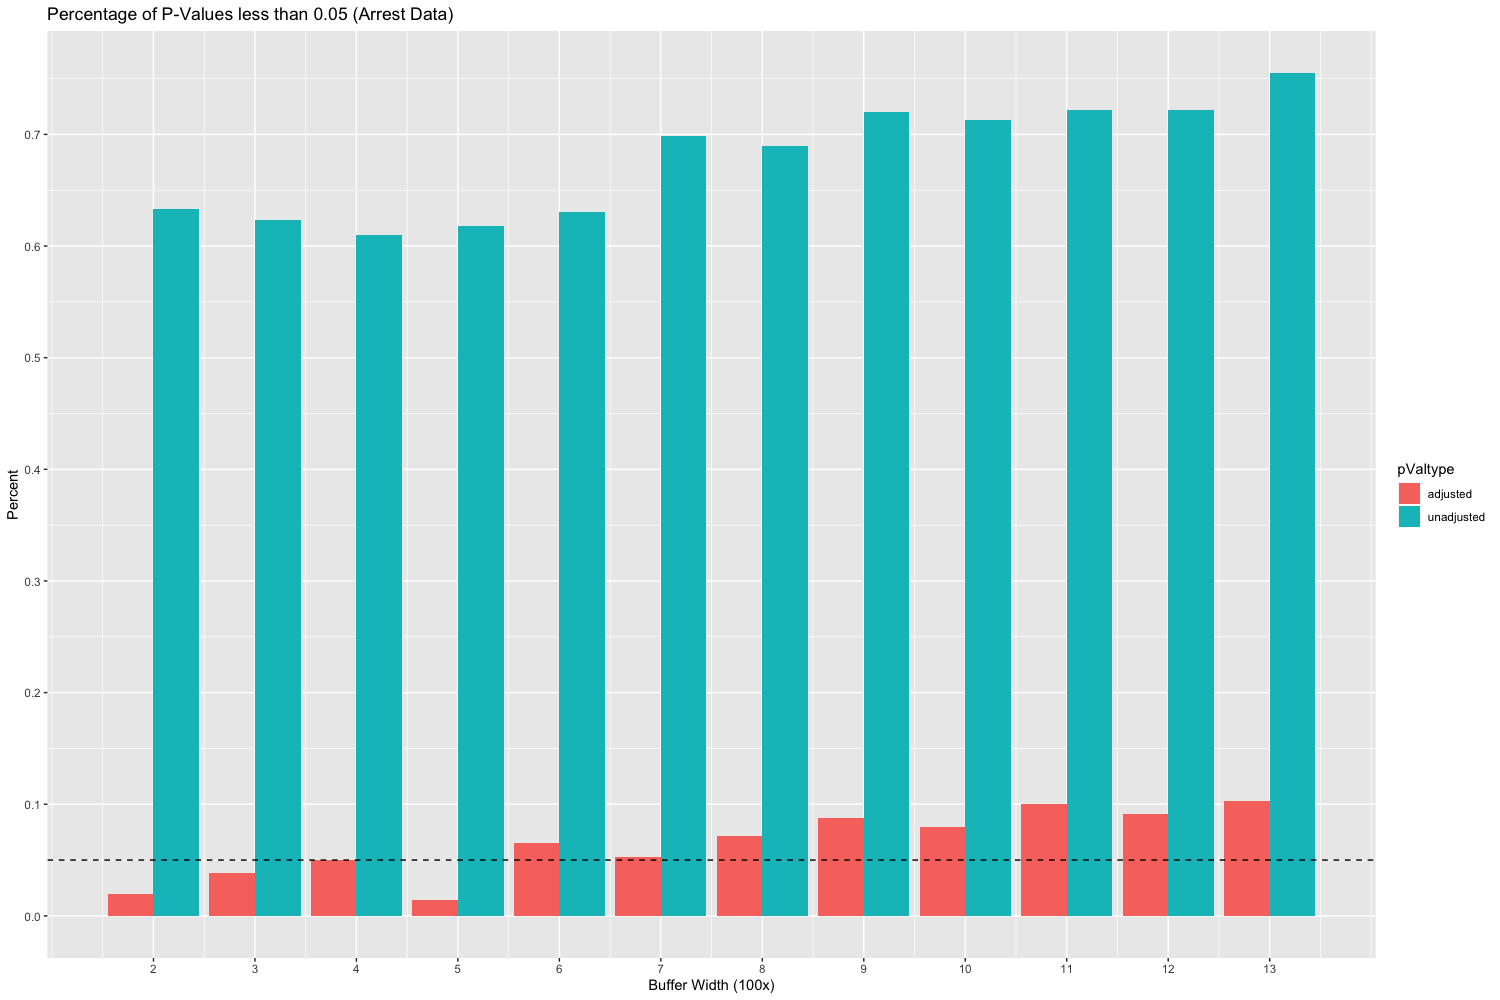 Percentage of P-Values less than 0.05 (Arrest Data)
Percent
0.7
0.6
0.5
0.4
0.3
0.2
0.1
0.0
2 3 4 5 6 7 8 9 10 11 12 13
Buffer Width (100x)
pValtype
adjusted
unadjusted